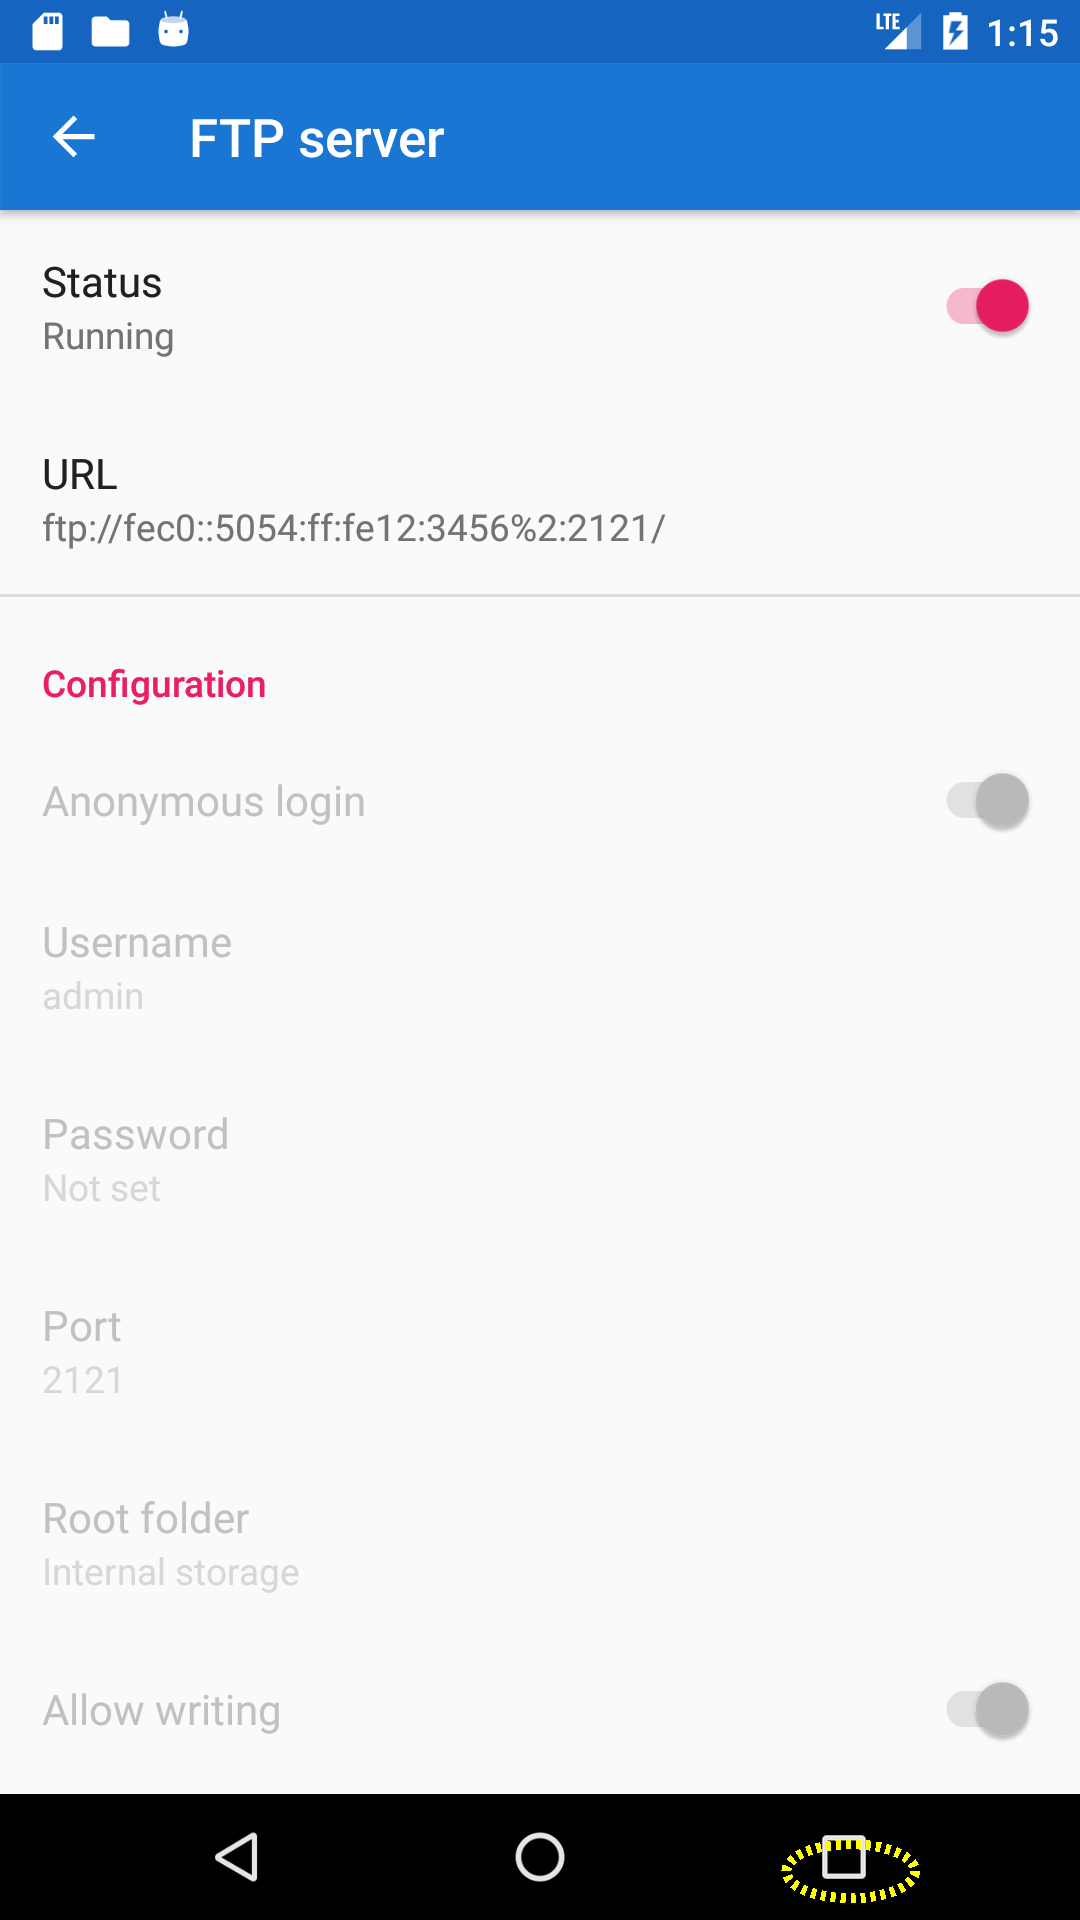 LTE 1:15
FTP server
Status
Running
URL
ftp://fec0::5054:ff:fe12:3456%2:2121/
Configuration
Anonymous login
Username
admin
Password
Not set
Port
2121
Root folder
Internal storage
Allow writing